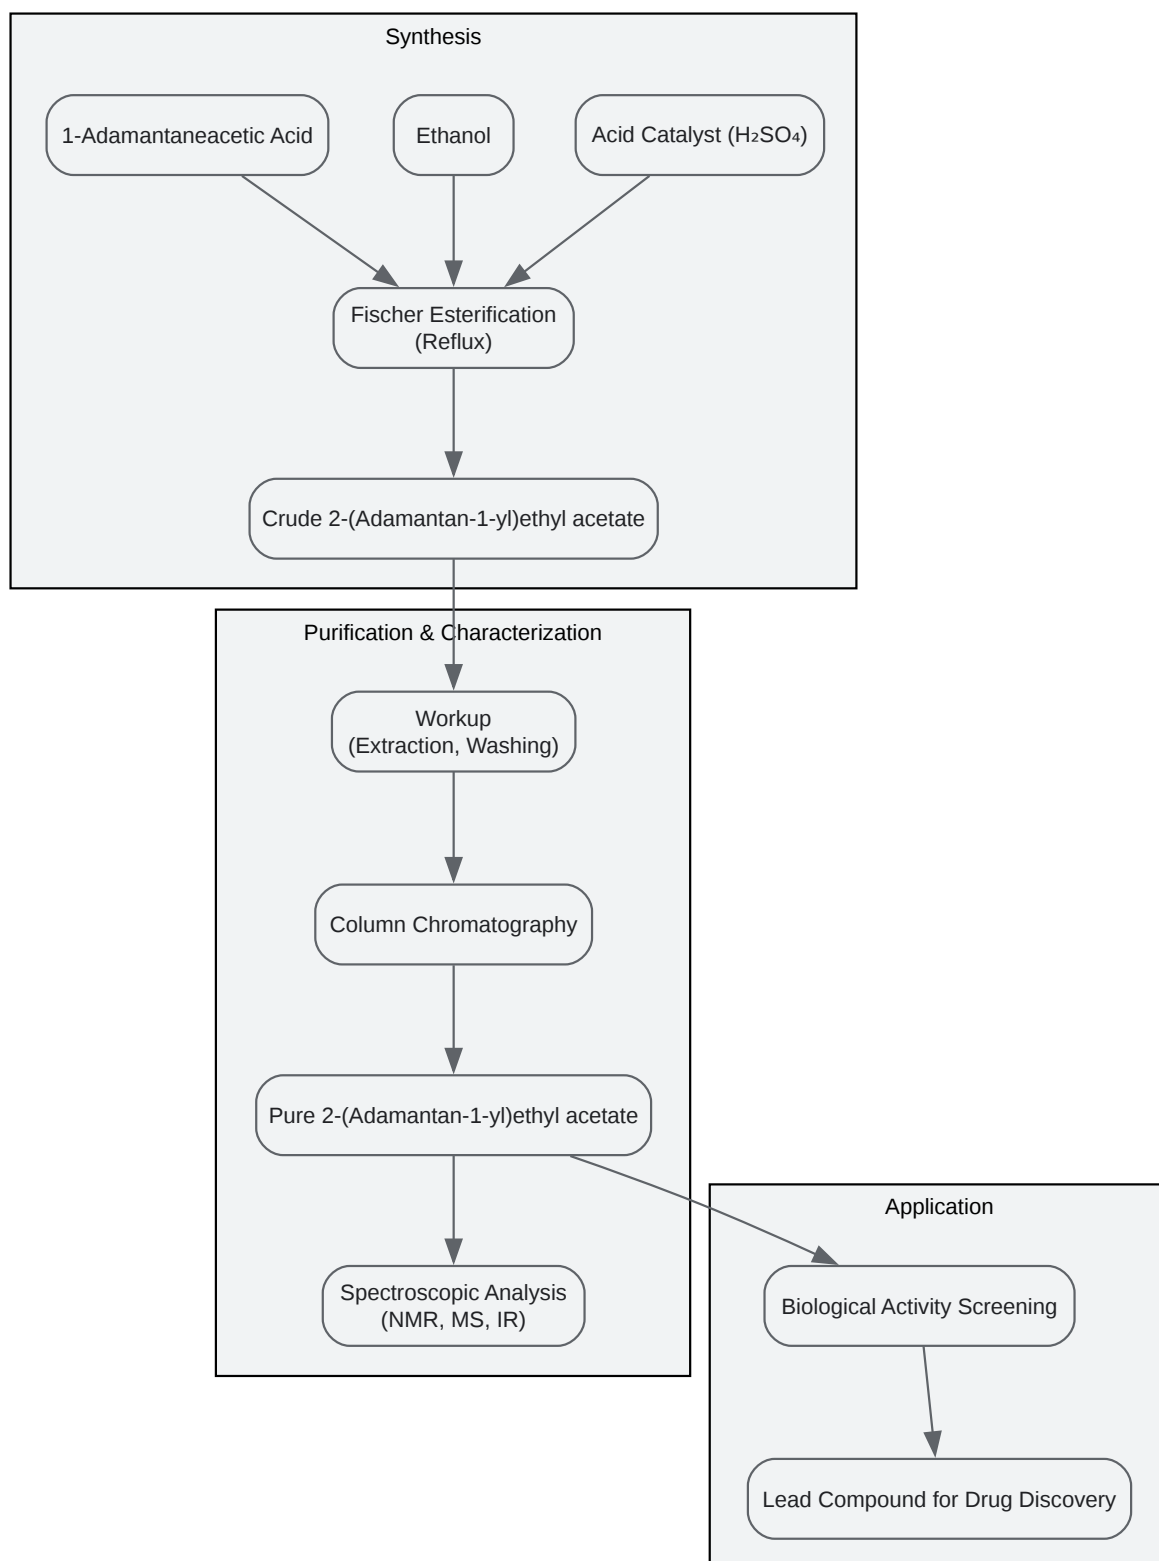 Synthesis
1-Adamantaneacetic Acid
Ethanol
Acid Catalyst (H₂SO₄)
Fischer Esterification
(Reflux)
Crude 2-(Adamantan-1-yl)ethyl acetate
Purification & Characterization
Workup
(Extraction, Washing)
Column Chromatography
Pure 2-(Adamantan-1-yl)ethyl acetate
Application
Spectroscopic Analysis
(NMR, MS, IR)
Biological Activity Screening
Lead Compound for Drug Discovery